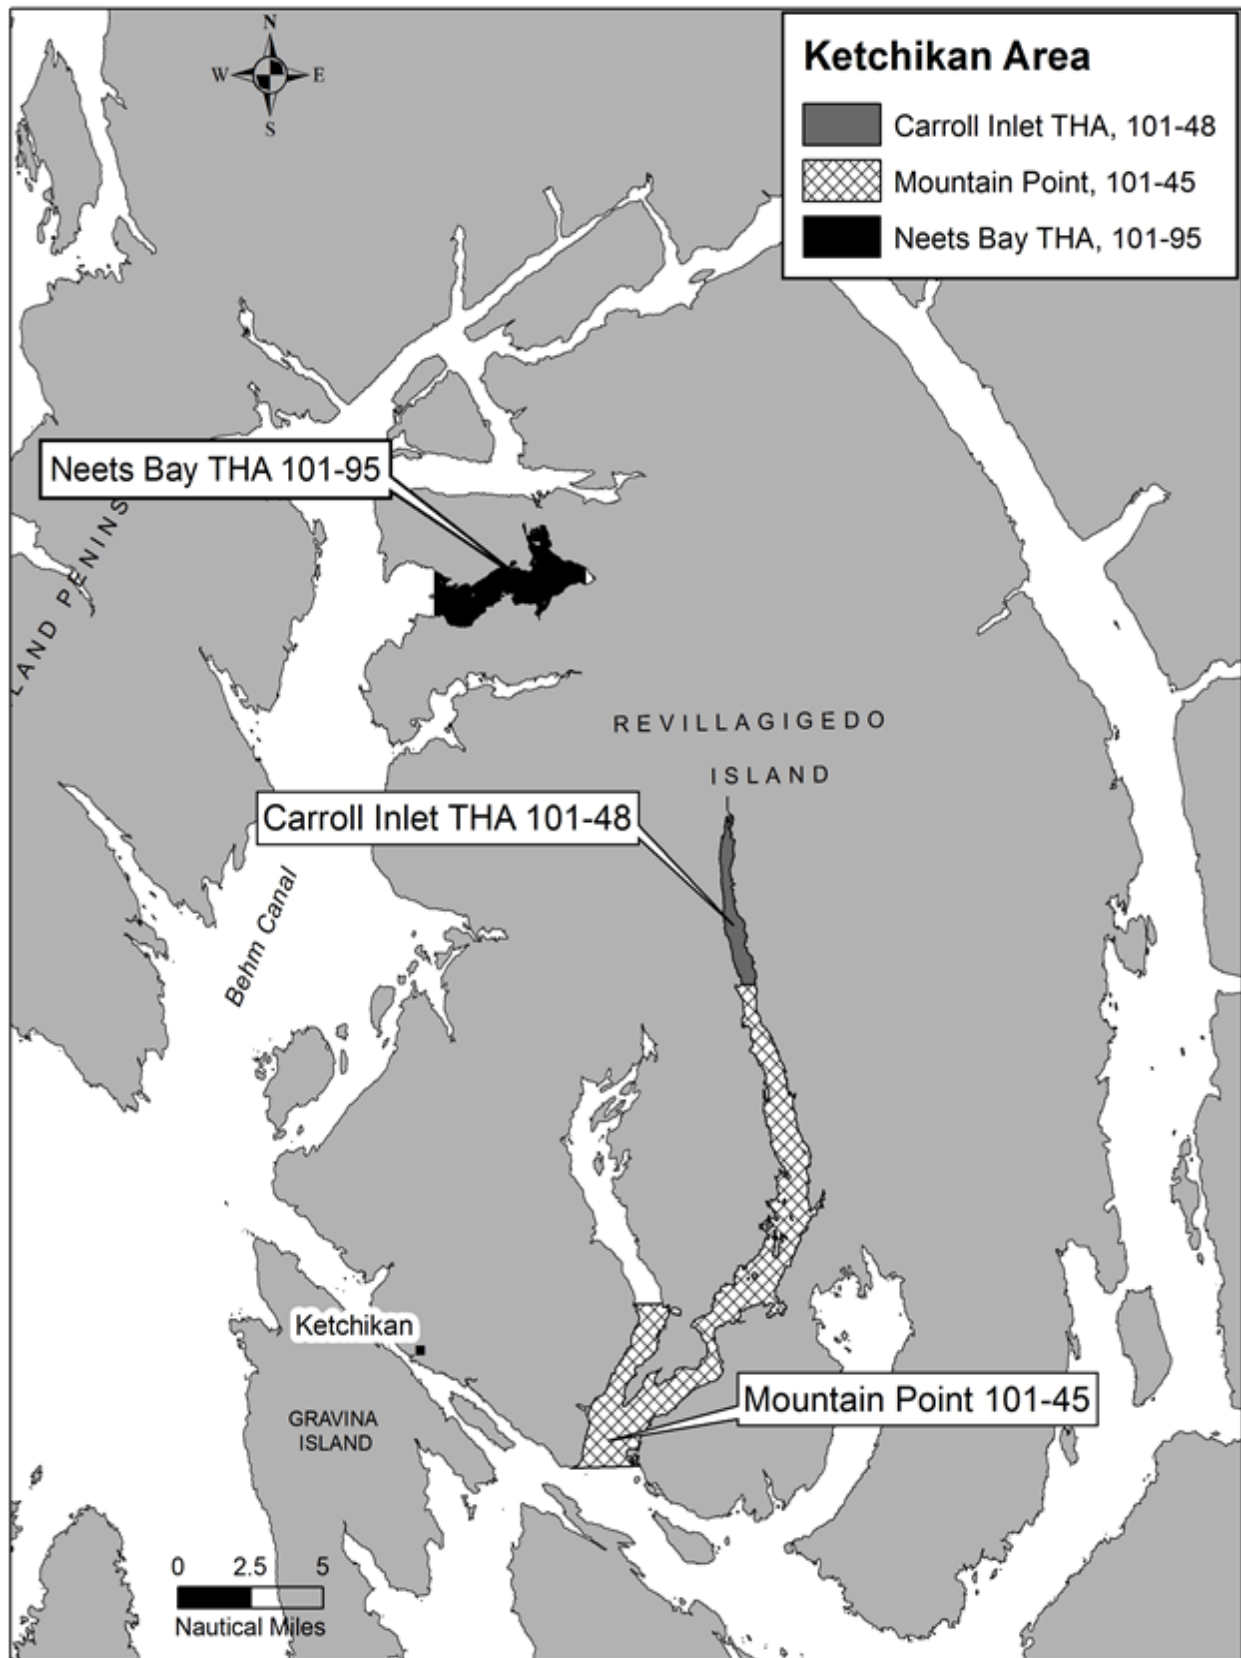 N
W E
S
Ketchikan Area
Carroll Inlet THA, 101-48
Mountain Point, 101-45
Neets Bay THA, 101-95
Neets Bay THA 101-95
LAND PENINS
REVILLAGIGEDO
ISLAND
Carroll Inlet THA 101-48
Behm Canal
Ketchikan
Mountain Point 101-45
GRAVINA
ISLAND
0 2.5 5
Nautical Miles